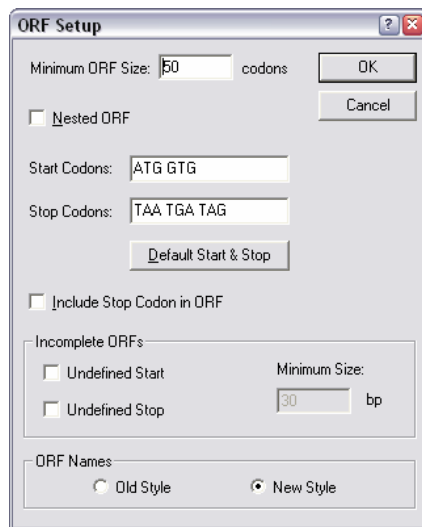 ORF Setup
Minimum ORF Size: 50 codons
OK
Cancel
Nested ORF
Start Codons: ATG GTG
Stop Codons: TAA TGA TAG
Default Start & Stop
Include Stop Codon in ORF
Incomplete ORFs
Undefined Start
Minimum Size:
30 bp
Undefined Stop
ORF Names
Old Style New Style